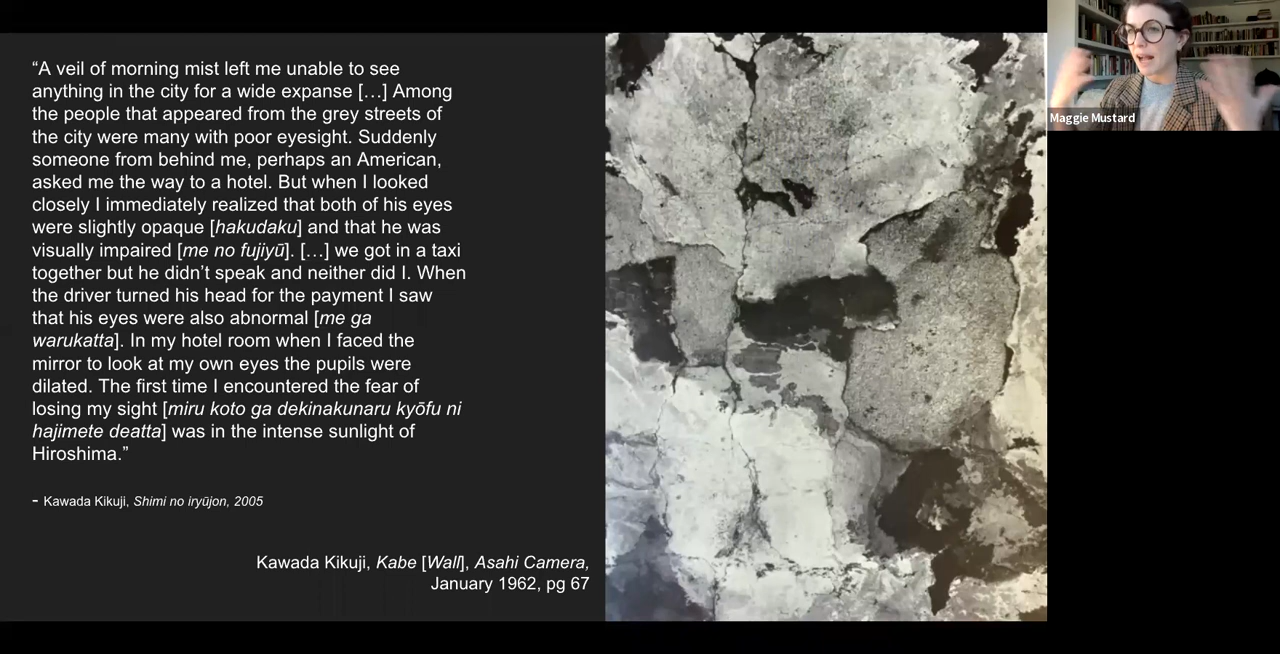 “A veil of morning mist left me unable to see
anything in the city for a wide expanse […] Among
the people that appeared from the grey streets of
the city were many with poor eyesight. Suddenly
someone from behind me, perhaps an American,
asked me the way to a hotel. But when I looked
closely I immediately realized that both of his eyes
were slightly opaque [hakudaku] and that he was
visually impaired [me no fujiyū]. […] we got in a taxi
together but he didn’t speak and neither did I. When
the driver turned his head for the payment I saw
that his eyes were also abnormal [me ga
warukatta]. In my hotel room when I faced the
mirror to look at my own eyes the pupils were
dilated. The first time I encountered the fear of
losing my sight [miru koto ga dekinakunaru kyōfu ni
hajimete deatta] was in the intense sunlight of
Hiroshima.”
- Kawada Kikuji, Shimi no iryūjon, 2005
Kawada Kikuji, Kabe [Wall], Asahi Camera,
January 1962, pg 67
Maggie Mustard